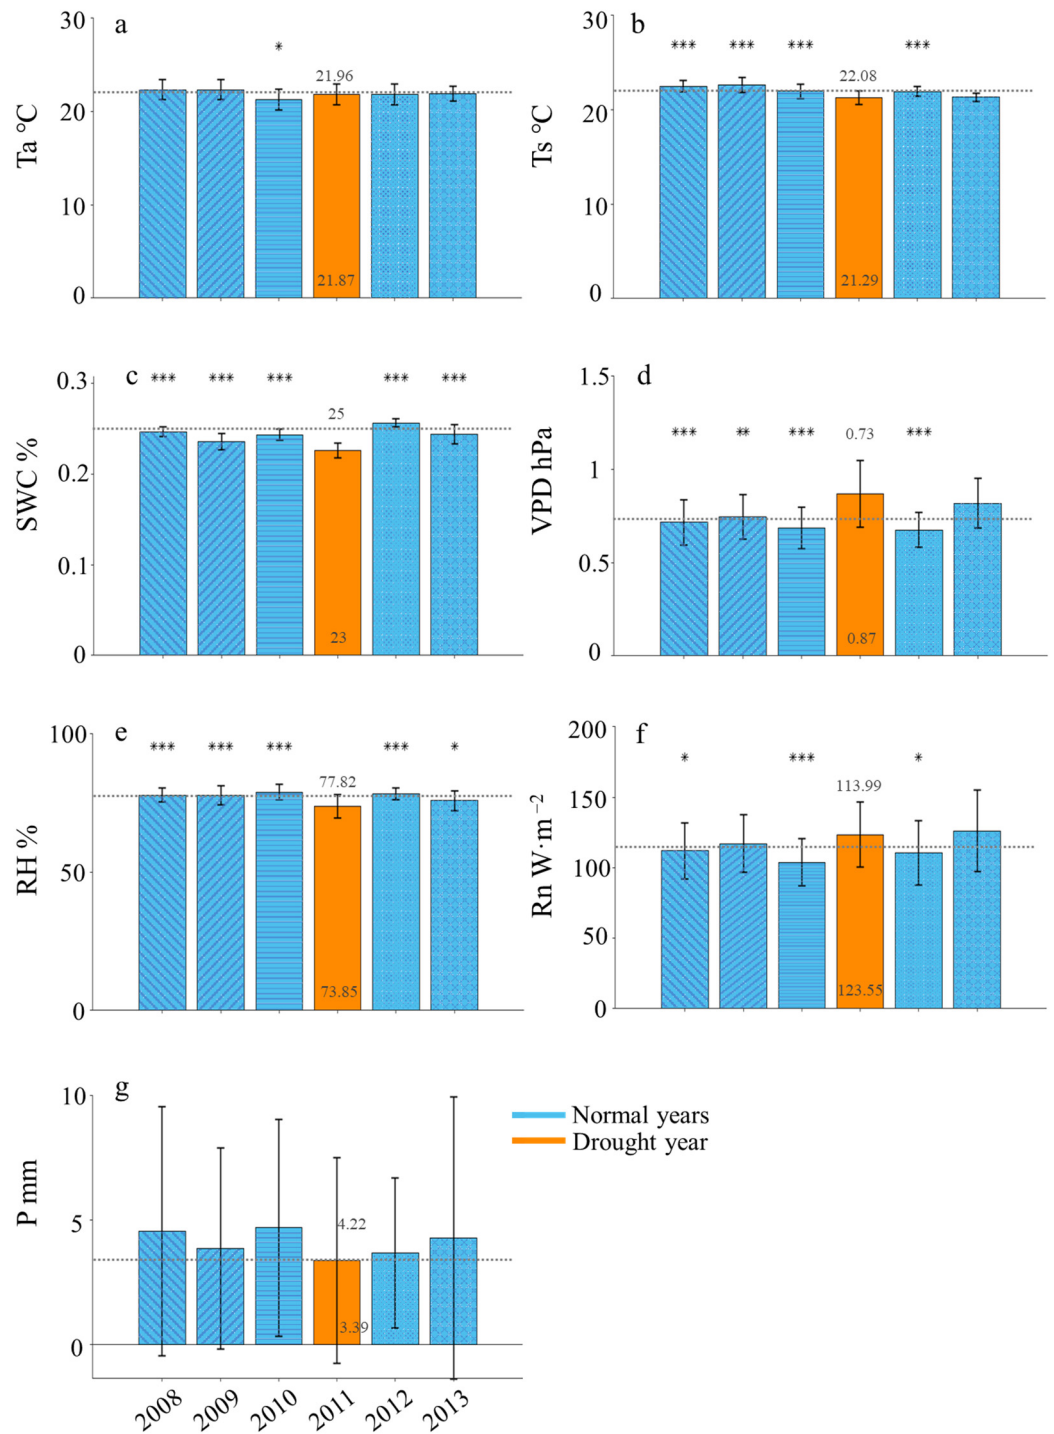 a
30
20
10
0
Ta °C
*
21.96
21.87
b
30
20
10
0
Ts °C
*** *** *** ***
22.08
21.29
c
0.3
0.2
0.1
0
SWC %
*** *** *** *** ***
25
23
d
1.5
1
0.5
0
VPD hPa
*** ** *** ***
0.73
0.87
e
100
50
0
RH %
*** *** *** *** *
77.82
73.85
f
200
150
100
50
0
Rn W·m⁻²
* *** *
113.99
123.55
g
10
5
0
P mm
4.22
3.39
2008 2009 2010 2011 2012 2013
Normal years
Drought year